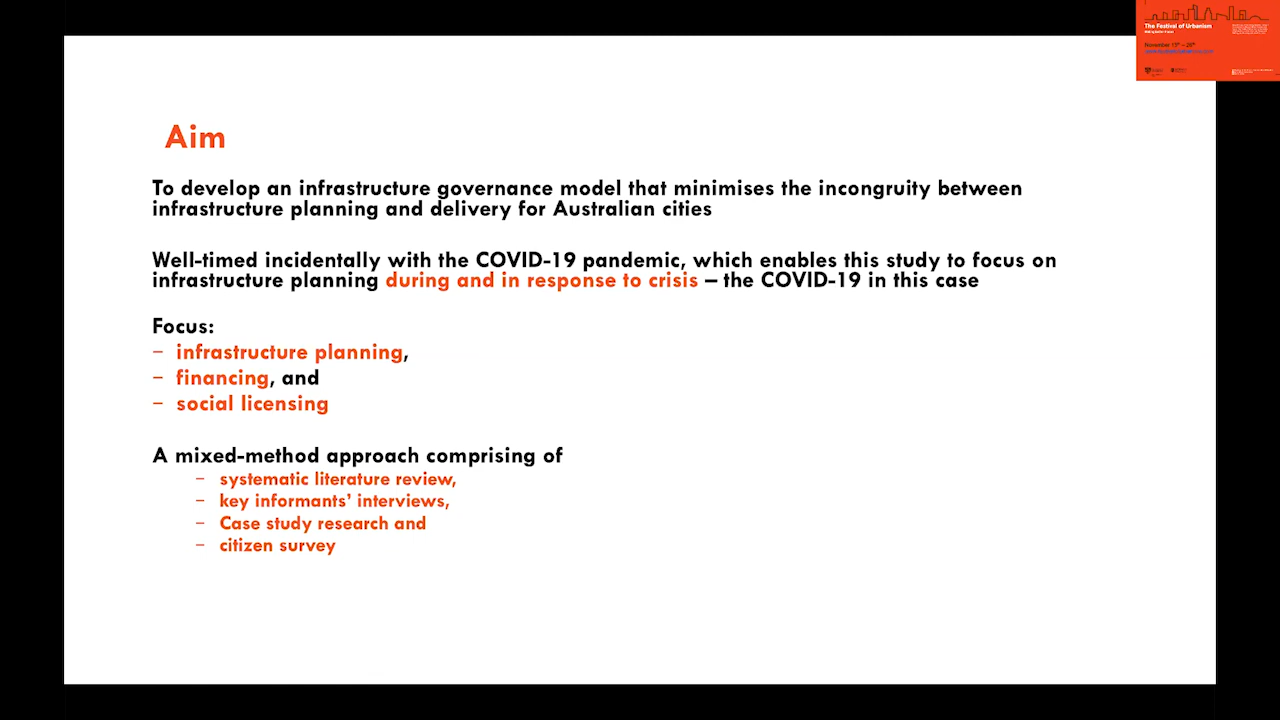 The Festival of Urbanism
November 15th – 26th
Aim
To develop an infrastructure governance model that minimises the incongruity between
infrastructure planning and delivery for Australian cities
Well-timed incidentally with the COVID-19 pandemic, which enables this study to focus on
infrastructure planning during and in response to crisis – the COVID-19 in this case
Focus:
– infrastructure planning,
– financing, and
– social licensing
A mixed-method approach comprising of
– systematic literature review,
– key informants’ interviews,
– Case study research and
– citizen survey